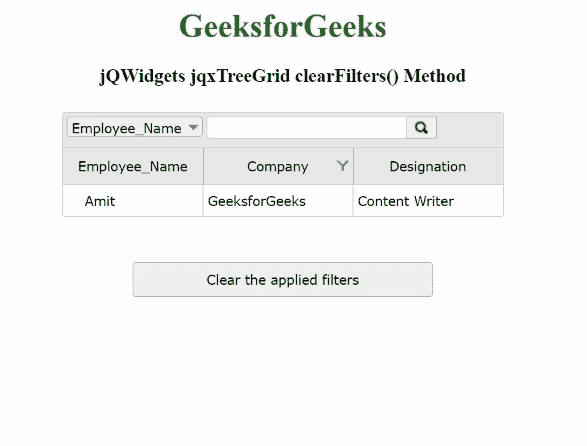 GeeksforGeeks
jQWidgets jqxTreeGrid clearFilters() Method
Employee_Name
Employee_Name Company Designation
Amit GeeksforGeeks Content Writer
Clear the applied filters